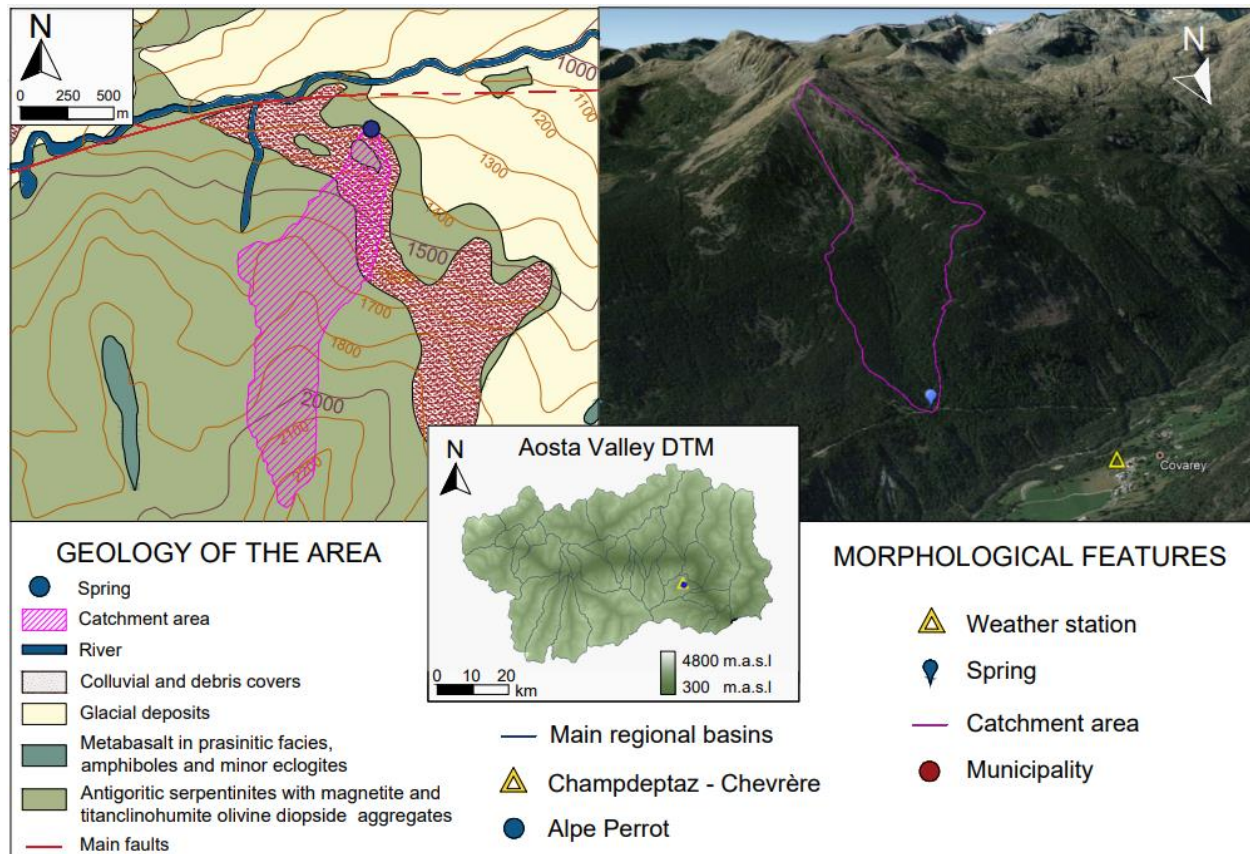 N
0 250 500
m
1000
1100
1200
1300
1400
1500
1700
1800
2000
2100
2200
N
Covarey
N
Aosta Valley DTM
4800 m.a.s.l
300 m.a.s.l
0 10 20
km
GEOLOGY OF THE AREA
Spring
Catchment area
River
Colluvial and debris covers
Glacial deposits
Metabasalt in prasinitic facies,
amphiboles and minor eclogites
Antigoritic serpentinites with magnetite and
titanclinohumite olivine diopside aggregates
Main faults
Main regional basins
Champdeptaz - Chevrère
Alpe Perrot
MORPHOLOGICAL FEATURES
Weather station
Spring
Catchment area
Municipality